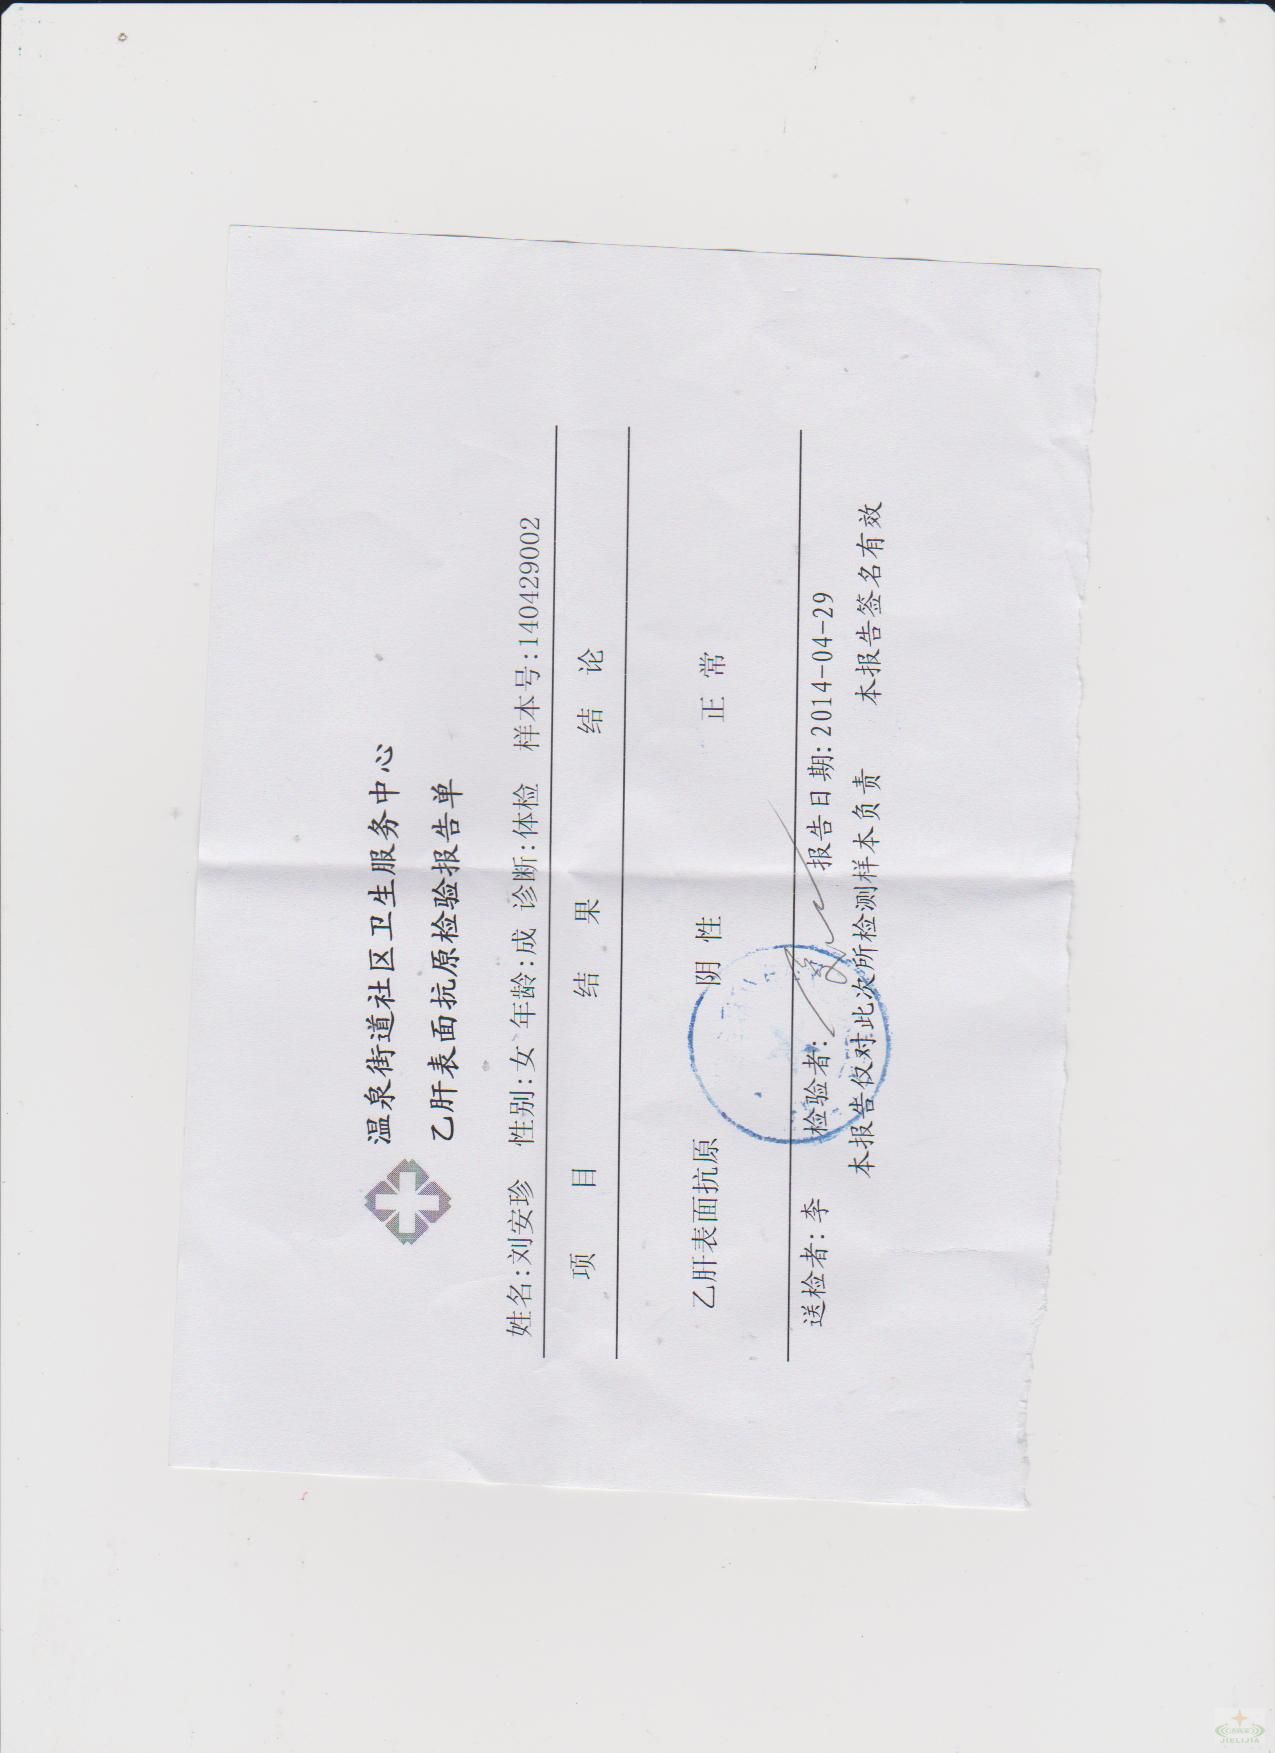 温泉街道社区卫生服务中心
乙肝表面抗原检验报告单
姓名:刘安珍 性别:女 年龄:成 诊断:体检 样本号:140429002
项 目 结 果 结 论
乙肝表面抗原 阴 性 正 常
送检者:李 检验者: 报告日期:2014-04-29
本报告仅对此次所检测样本负责 本报告签名有效
JIELIJIA